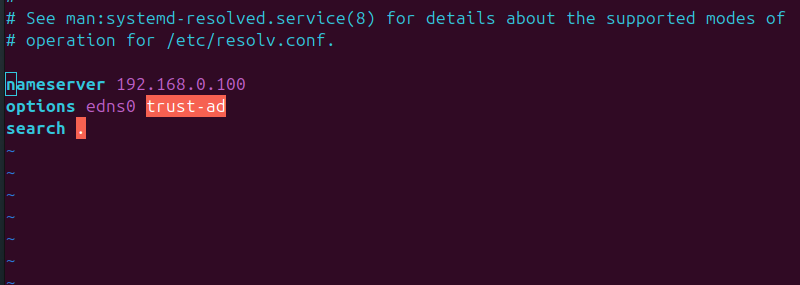 # See man:systemd-resolved.service(8) for details about the supported modes of
# operation for /etc/resolv.conf.
nameserver 192.168.0.100
options edns0 trust-ad
search .
~
~
~
~
~
~
~